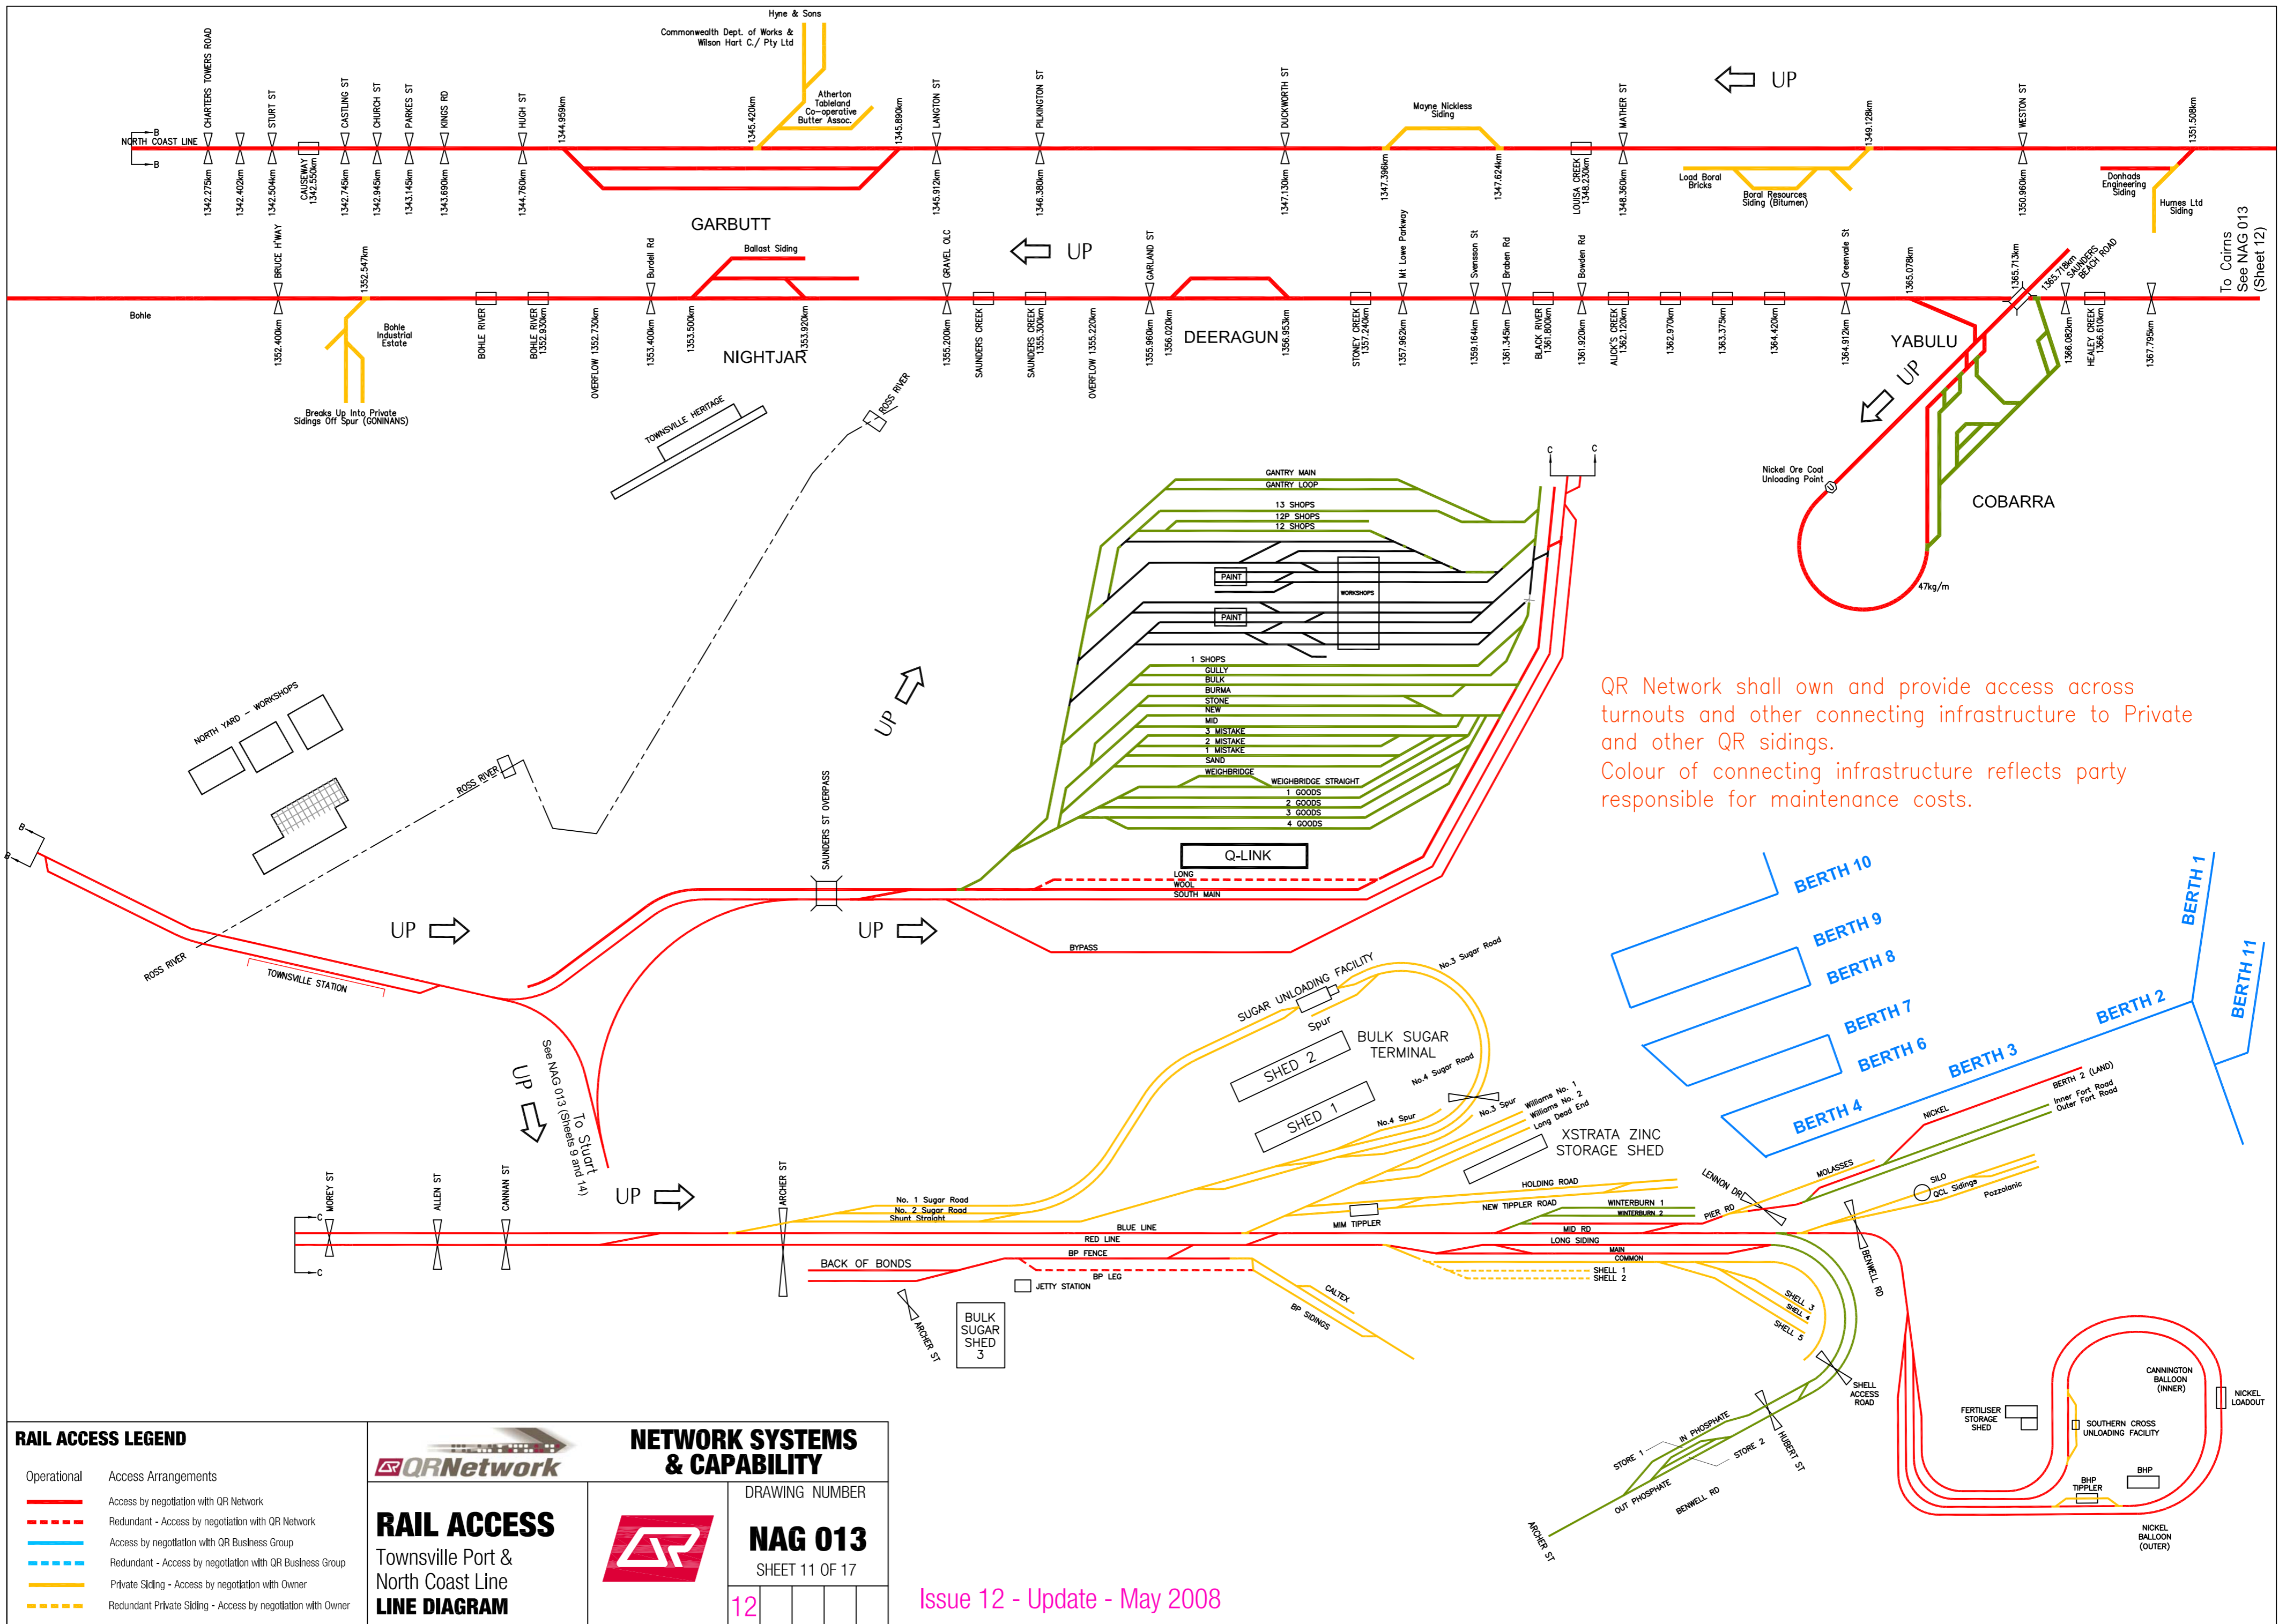 Hyne & Sons
Commonwealth Dept. of Works &
Wilson Hart C./ Pty Ltd
Atherton
Tableland
Co-operative
Butter Assoc.
B
NORTH COAST LINE
B
CHARTERS TOWERS ROAD
STURT ST
CASTLING ST
CHURCH ST
PARKES ST
KINGS RD
HUGH ST
1344.959km
1345.420km
1345.890km
LANGTON ST
PILKINGTON ST
DUCKWORTH ST
Mayne Nickless
Siding
MATHER ST
UP
1349.128km
WESTON ST
1351.508km
1342.275km
1342.402km
1342.504km
CAUSEWAY
1342.550km
1342.745km
1342.945km
1343.145km
1343.690km
1344.760km
1345.912km
1346.380km
1347.130km
1347.396km
1347.624km
LOUISA CREEK
1348.230km
1348.360km
Load Boral
Bricks
Boral Resources
Siding (Bitumen)
1350.960km
Donhads
Engineering
Siding
Humes Ltd
Siding
GARBUTT
To Cairns
See NAG 013
(Sheet 12)
Bohle
BRUCE H'WAY
1352.547km
Burdell Rd
Ballast Siding
GRAVEL OLC
UP
GARLAND ST
Mt Lowe Parkway
Svensson St
Braben Rd
Bowden Rd
Greenvale St
1365.078km
1365.713km
1365.718km
SAUNDERS
BEACH ROAD
1352.400km
Bohle
Industrial
Estate
BOHLE RIVER
BOHLE RIVER
1352.930km
OVERFLOW 1352.730km
1353.400km
1353.500km
NIGHTJAR
1353.920km
1355.200km
SAUNDERS CREEK
SAUNDERS CREEK
1355.300km
OVERFLOW 1355.220km
1355.960km
1356.020km
DEERAGUN
1356.953km
STONEY CREEK
1357.240km
1357.962km
1359.164km
1361.345km
BLACK RIVER
1361.800km
1361.920km
ALICK'S CREEK
1362.120km
1362.970km
1363.375km
1364.420km
1364.912km
YABULU
UP
1366.082km
HEALEY CREEK
1366.610km
1367.795km
Breaks Up Into Private
Sidings Off Spur (GONINANS)
TOWNSVILLE HERITAGE
ROSS RIVER
Nickel Ore Coal
Unloading Point
U
COBARRA
47kg/m
C
C
GANTRY MAIN
GANTRY LOOP
13 SHOPS
12P SHOPS
12 SHOPS
PAINT
WORKSHOPS
PAINT
1 SHOPS
GULLY
BULK
BURMA
STONE
NEW
MID
3 MISTAKE
2 MISTAKE
1 MISTAKE
SAND
WEIGHBRIDGE
WEIGHBRIDGE STRAIGHT
1 GOODS
2 GOODS
3 GOODS
4 GOODS
Q-LINK
LONG
WOOL
SOUTH MAIN
BYPASS
UP
QR Network shall own and provide access across
turnouts and other connecting infrastructure to Private
and other QR sidings.
Colour of connecting infrastructure reflects party
responsible for maintenance costs.
NORTH YARD - WORKSHOPS
ROSS RIVER
B
B
ROSS RIVER
TOWNSVILLE STATION
UP
SAUNDERS ST OVERPASS
UP
UP
To Stuart
See NAG 013 (Sheets 9 and 14)
BERTH 10
BERTH 9
BERTH 8
BERTH 7
BERTH 6
BERTH 4
BERTH 3
BERTH 2
BERTH 1
BERTH 11
SUGAR UNLOADING FACILITY
No.3 Sugar Road
Spur
BULK SUGAR
TERMINAL
SHED 2
SHED 1
No.4 Sugar Road
No.4 Spur
No.3 Spur
Williams No. 1
Williams No. 2
Long Dead End
XSTRATA ZINC
STORAGE SHED
BERTH 2 (LAND)
Inner Fort Road
Outer Fort Road
NICKEL
MOLASSES
LENNON DR
SILO
QCL Sidings
Pozzolanic
PIER RD
HOLDING ROAD
NEW TIPPLER ROAD
WINTERBURN 1
WINTERBURN 2
MIM TIPPLER
MID RD
LONG SIDING
MAIN
COMMON
SHELL 1
SHELL 2
SHELL 3
SHELL 4
SHELL 5
BENWELL RD
C
C
MOREY ST
ALLEN ST
CANNAN ST
UP
ARCHER ST
No. 1 Sugar Road
No. 2 Sugar Road
Shunt Straight
BLUE LINE
RED LINE
BP FENCE
BP LEG
BACK OF BONDS
JETTY STATION
ARCHER ST
BULK
SUGAR
SHED
3
CALTEX
BP SIDINGS
SHELL
ACCESS
ROAD
HUBERT ST
IN PHOSPHATE
STORE 1
STORE 2
OUT PHOSPHATE
BENWELL RD
ARCHER ST
FERTILISER
STORAGE
SHED
CANNINGTON
BALLOON
(INNER)
NICKEL
LOADOUT
SOUTHERN CROSS
UNLOADING FACILITY
BHP
TIPPLER
BHP
NICKEL
BALLOON
(OUTER)
RAIL ACCESS LEGEND
Operational Access Arrangements
Access by negotiation with QR Network
Redundant - Access by negotiation with QR Network
Access by negotiation with QR Business Group
Redundant - Access by negotiation with QR Business Group
Private Siding - Access by negotiation with Owner
Redundant Private Siding - Access by negotiation with Owner
QRNetwork
NETWORK SYSTEMS
& CAPABILITY
RAIL ACCESS
Townsville Port &
North Coast Line
LINE DIAGRAM
QR
DRAWING NUMBER
NAG 013
SHEET 11 OF 17
12
Issue 12 - Update - May 2008